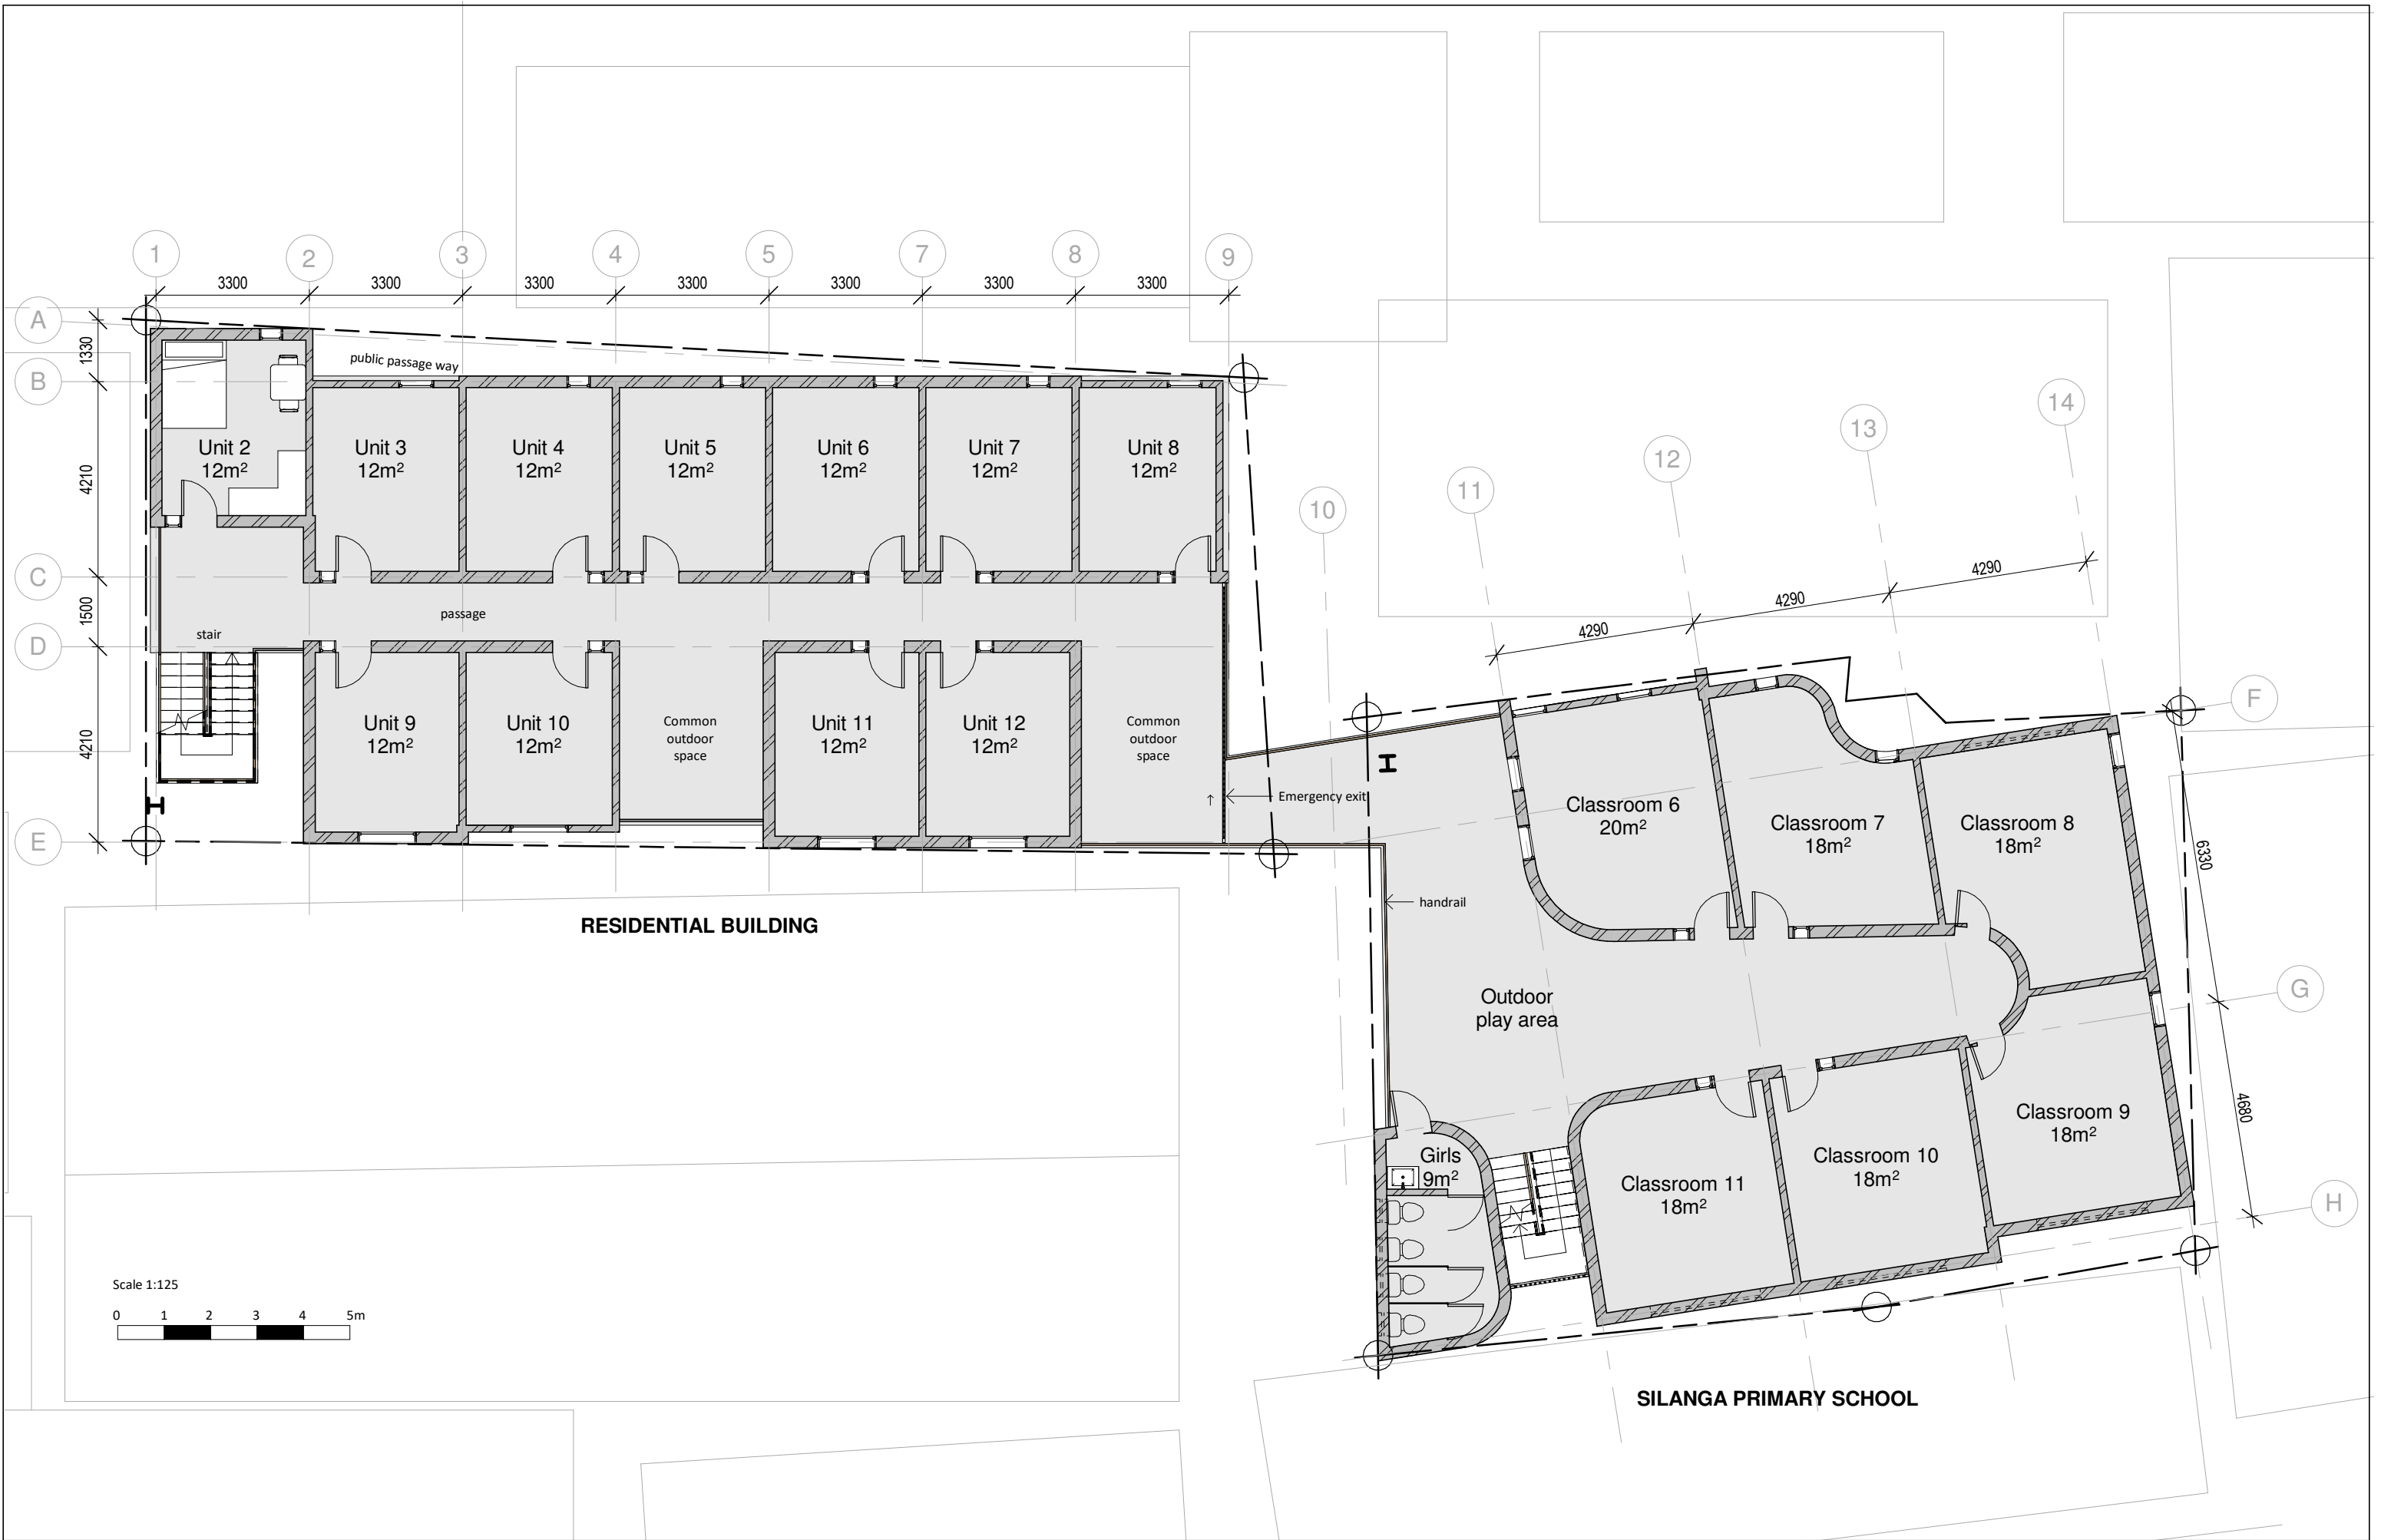 1
2
3
4
5
7
8
9
3300
3300
3300
3300
3300
3300
3300
A
B
C
D
E
1330
4210
1500
4210
public passage way
Unit 2
12m²
Unit 3
12m²
Unit 4
12m²
Unit 5
12m²
Unit 6
12m²
Unit 7
12m²
Unit 8
12m²
passage
stair
Unit 9
12m²
Unit 10
12m²
Common
outdoor
space
Unit 11
12m²
Unit 12
12m²
Common
outdoor
space
Emergency exit
handrail
RESIDENTIAL BUILDING
10
11
12
13
14
4290
4290
4290
F
G
H
6330
4680
Classroom 6
20m²
Classroom 7
18m²
Classroom 8
18m²
Outdoor
play area
Classroom 9
18m²
Classroom 10
18m²
Classroom 11
18m²
Girls
9m²
SILANGA PRIMARY SCHOOL
Scale 1:125
0 1 2 3 4 5m